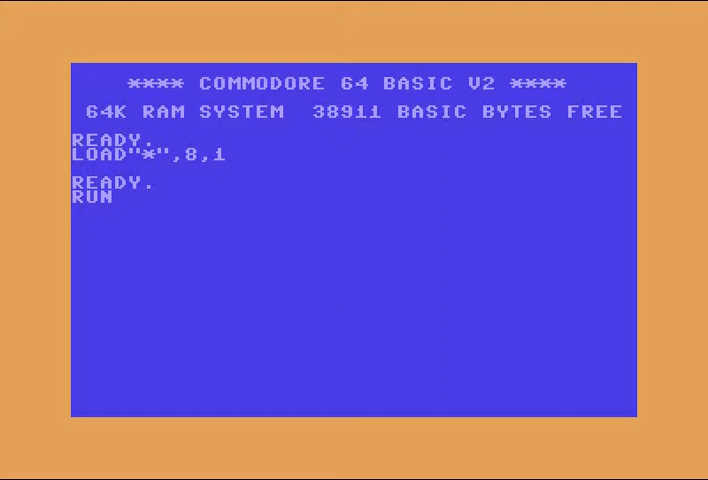 **** COMMODORE 64 BASIC V2 ****
64K RAM SYSTEM  38911 BASIC BYTES FREE
READY.
LOAD"*",8,1
READY.
RUN